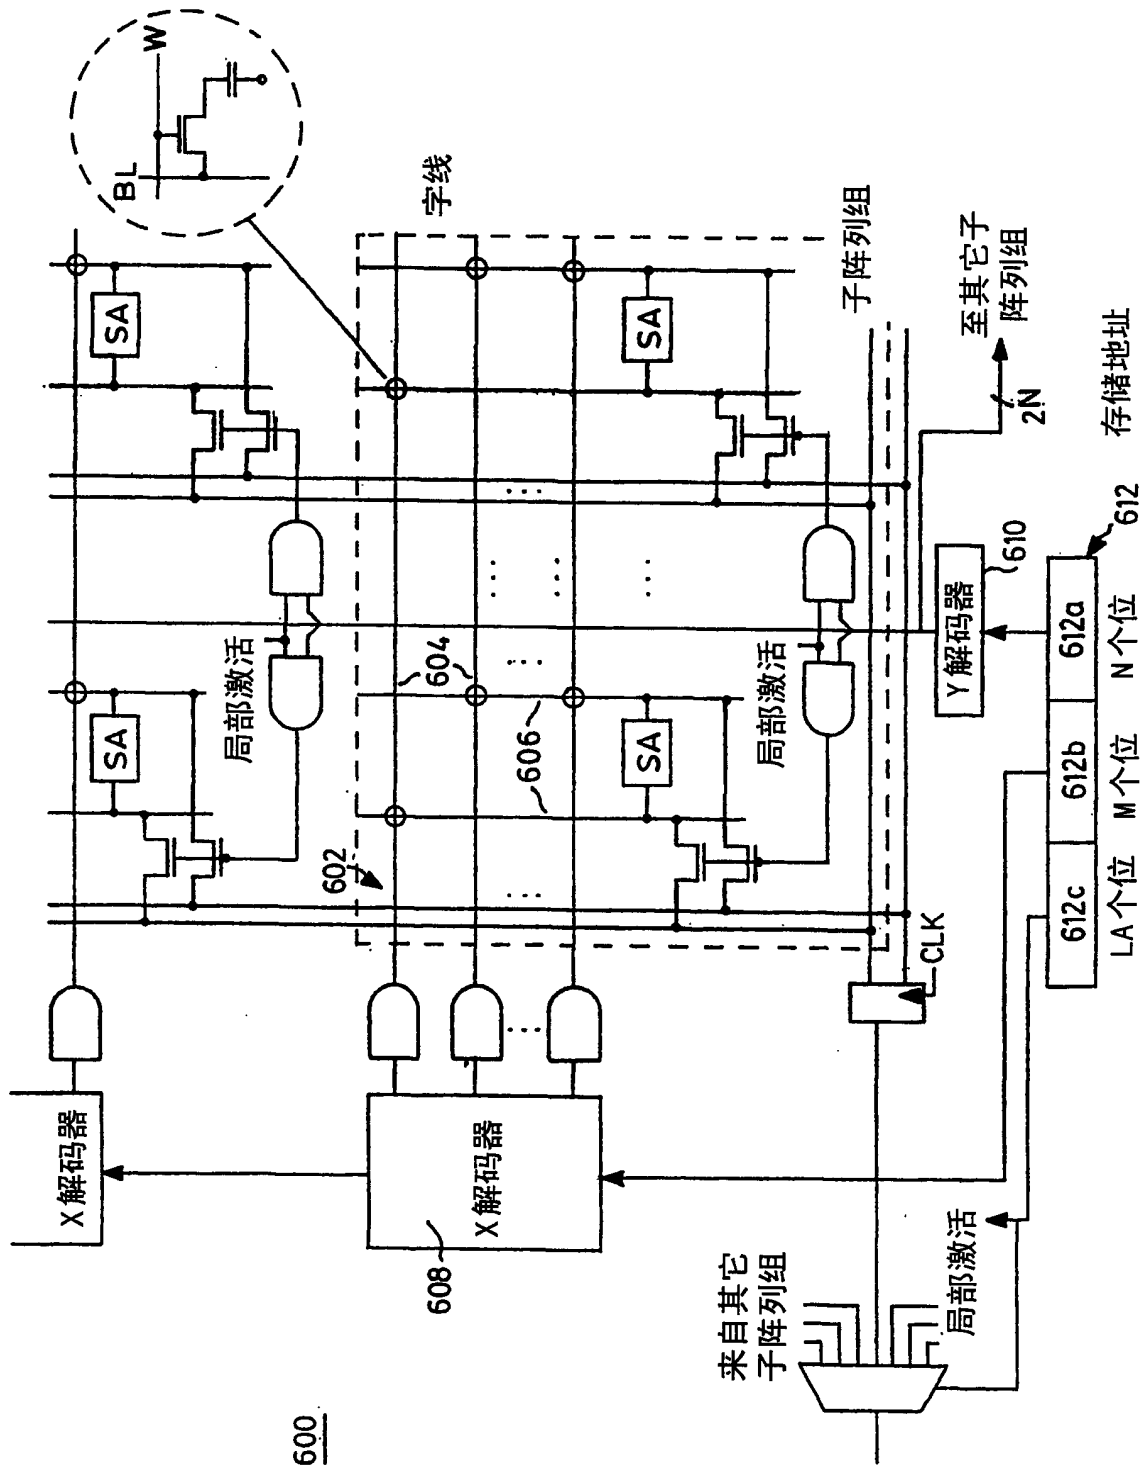 600
X解码器
X解码器
608
来自其它
子阵列组
局部激活
602
SA
局部激活
604
606
SA
局部激活
SA
SA
BL
W
字线
子阵列组
CLK
至其它子
阵列组
2N
Y解码器
610
612
612a
612b
612c
存储地址
N个位
M个位
LA个位